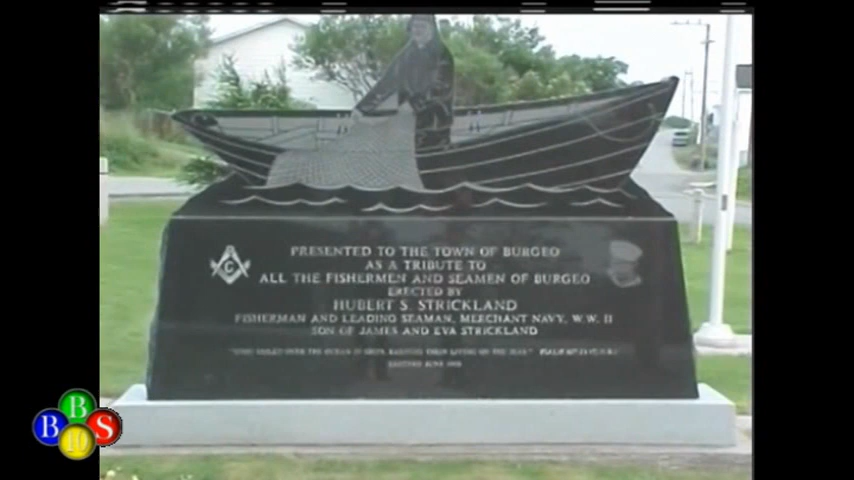 PRESENTED TO THE TOWN OF BURGEO
AS A TRIBUTE TO
ALL THE FISHERMEN AND SEAMEN OF BURGEO
ERECTED BY
HUBERT S. STRICKLAND
FISHERMAN AND LEADING SEAMAN, MERCHANT NAVY, W.W. II
SON OF JAMES AND EVA STRICKLAND
G
B
B S
10